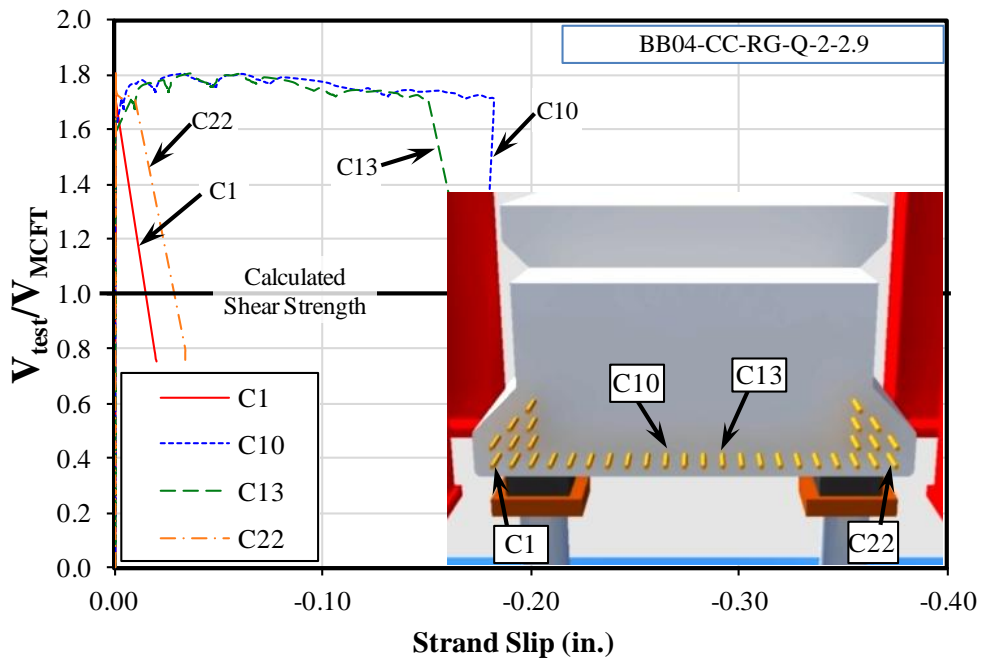 BB04-CC-RG-Q-2-2.9
2.0
1.8
1.6
1.4
1.2
1.0
0.8
0.6
0.4
0.2
0.0
V_test/V_MCFT
C22
C1
C13
C10
Calculated
Shear Strength
C1
C10
C13
C22
C10
C13
C1
C22
0.00
-0.10
-0.20
-0.30
-0.40
Strand Slip (in.)